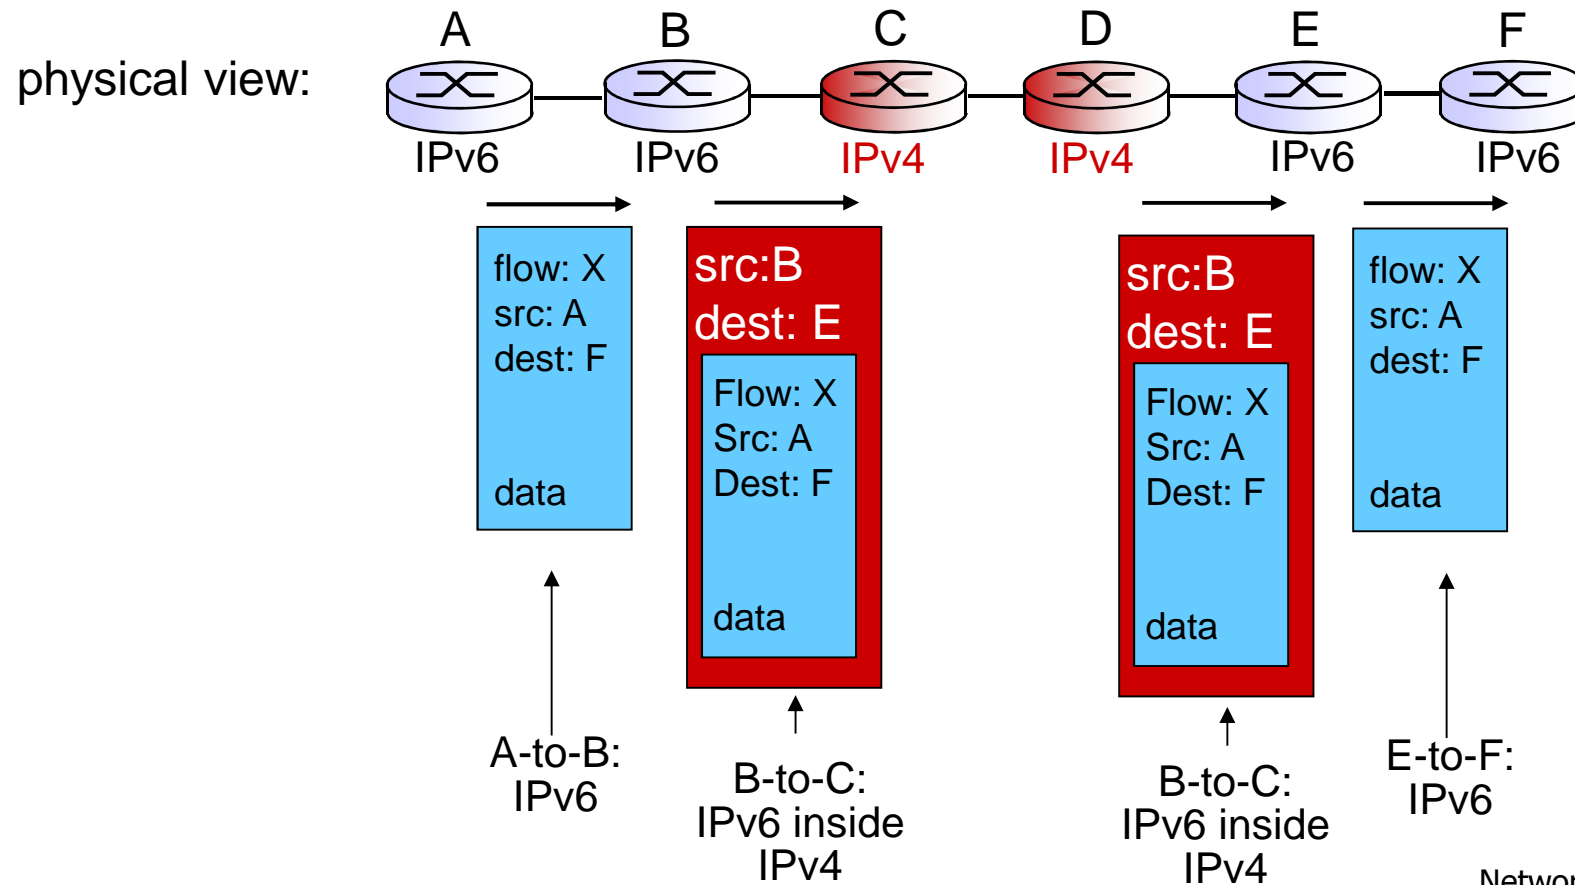 A B C D E F
physical view:
IPv6 IPv6 IPv4 IPv4 IPv6 IPv6
flow: X
src: A
dest: F
data
src:B
dest: E
Flow: X
Src: A
Dest: F
data
src:B
dest: E
Flow: X
Src: A
Dest: F
data
flow: X
src: A
dest: F
data
A-to-B:
IPv6
B-to-C:
IPv6 inside
IPv4
B-to-C:
IPv6 inside
IPv4
E-to-F:
IPv6